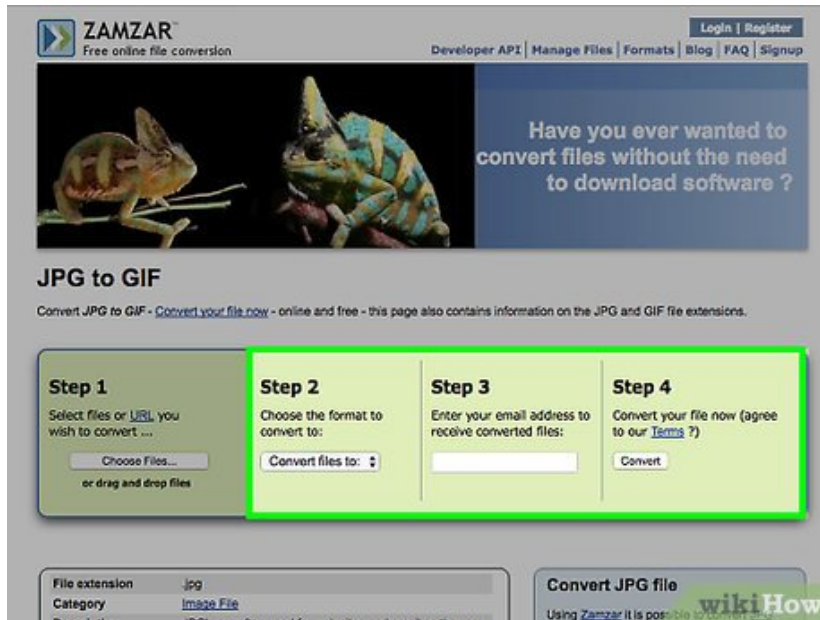 ZAMZAR™
Free online file conversion
Login | Register
Developer API | Manage Files | Formats | Blog | FAQ | Signup
Have you ever wanted to
convert files without the need
to download software ?
JPG to GIF
Convert JPG to GIF - Convert your file now - online and free - this page also contains information on the JPG and GIF file extensions.
Step 1
Select files or URL you
wish to convert ...
Choose Files...
or drag and drop files
Step 2
Choose the format to
convert to:
Convert files to:
Step 3
Enter your email address to
receive converted files:
Step 4
Convert your file now (agree
to our Terms ?)
Convert
File extension .jpg
Category Image File
Convert JPG file
Using Zamzar it is possible to convert JPG
wikiHow